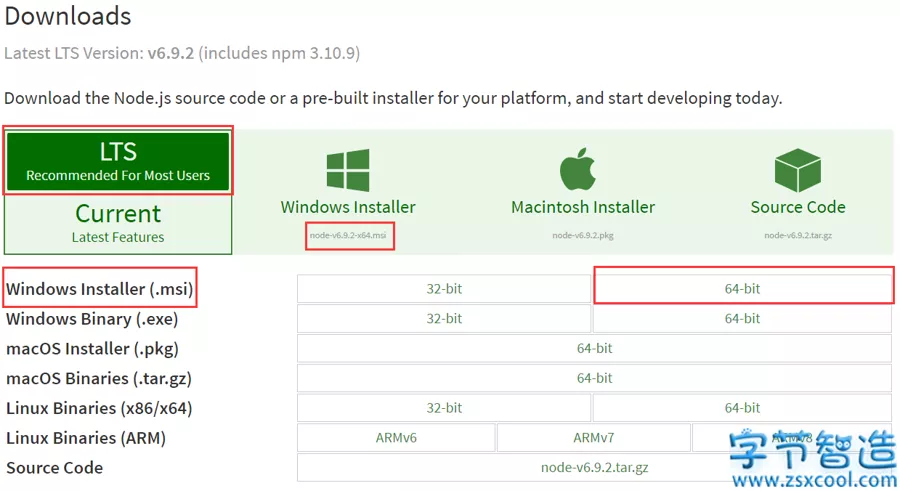 Downloads
Latest LTS Version: v6.9.2 (includes npm 3.10.9)
Download the Node.js source code or a pre-built installer for your platform, and start developing today.
LTS
Recommended For Most Users
Current
Latest Features
Windows Installer
node-v6.9.2-x64.msi
Macintosh Installer
node-v6.9.2.pkg
Source Code
node-v6.9.2.tar.gz
Windows Installer (.msi) 32-bit 64-bit
Windows Binary (.exe) 32-bit 64-bit
macOS Installer (.pkg) 64-bit
macOS Binaries (.tar.gz) 64-bit
Linux Binaries (x86/x64) 32-bit 64-bit
Linux Binaries (ARM) ARMv6 ARMv7 ARMv8
Source Code node-v6.9.2.tar.gz
字节智造
www.zsxcool.com